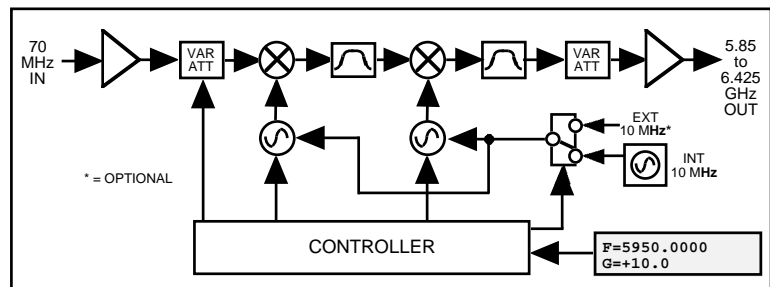 70
MHz
IN
VAR
ATT
VAR
ATT
5.85
to
6.425
GHz
OUT
EXT
10 MHz*
INT
10 MHz
* = OPTIONAL
CONTROLLER
F=5950.0000
G=+10.0